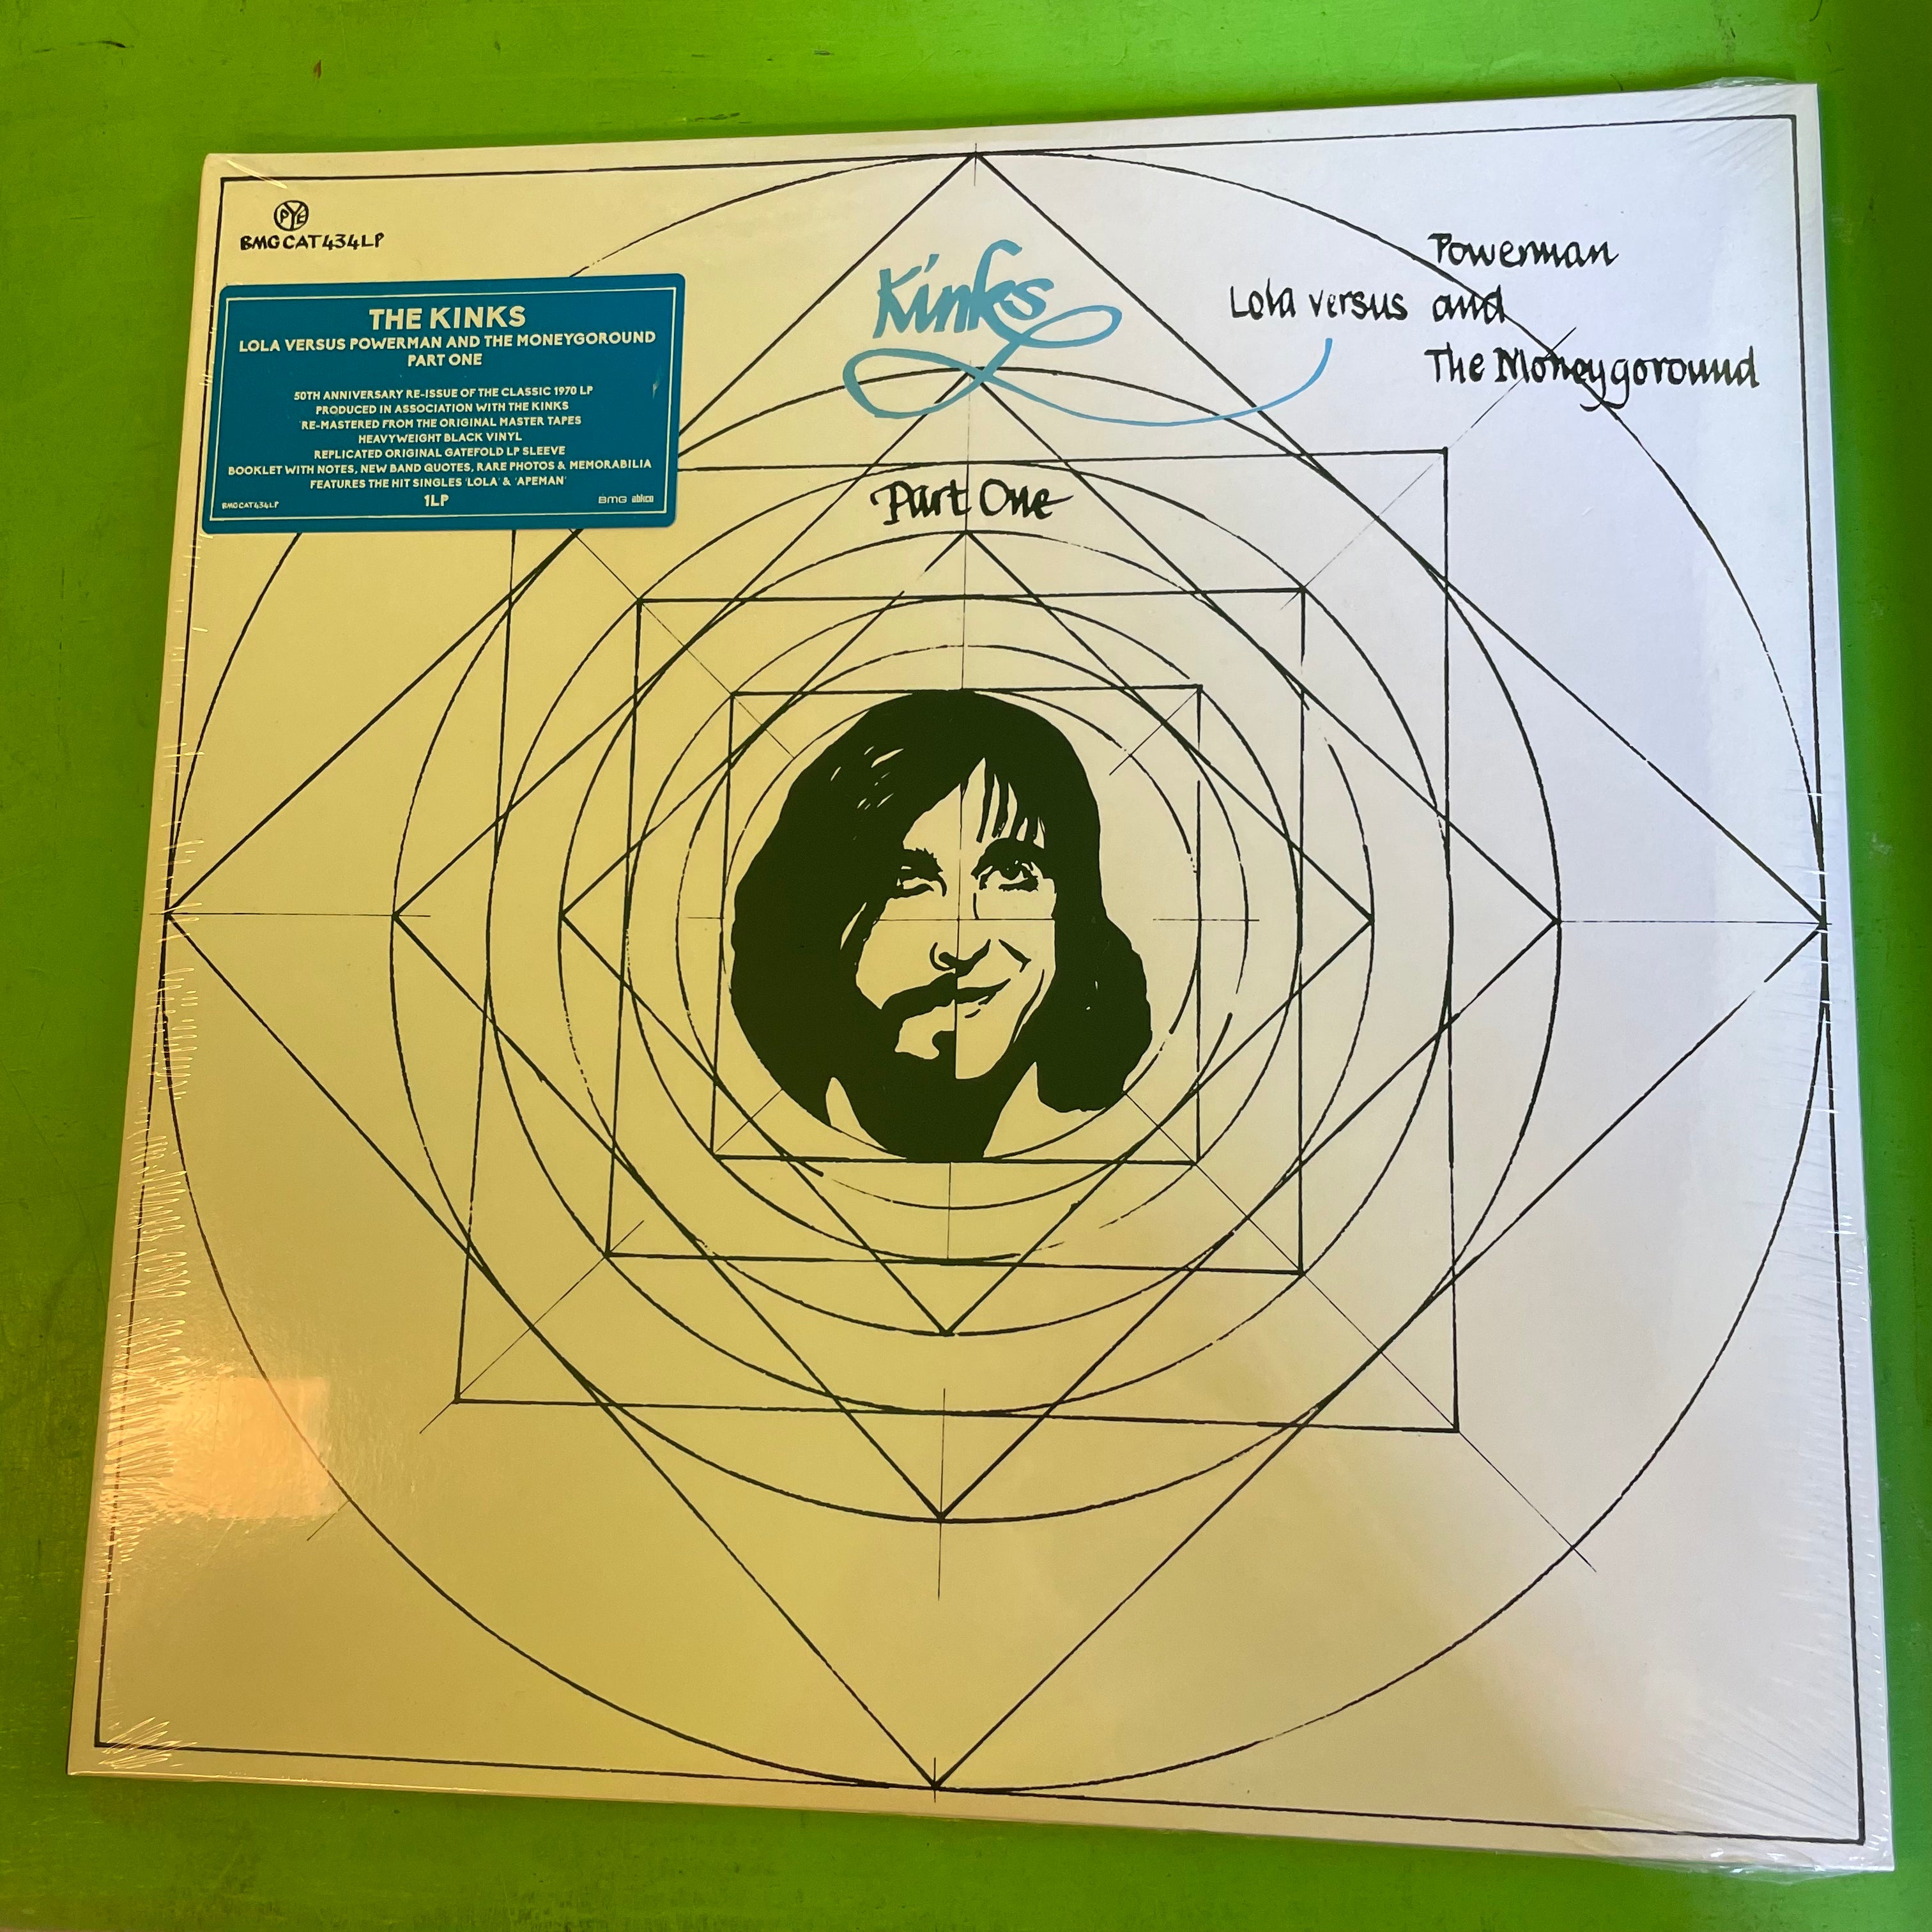 PYE
BMGCAT434LP
THE KINKS
LOLA VERSUS POWERMAN AND THE MONEYGOROUND
PART ONE
50TH ANNIVERSARY RE-ISSUE OF THE CLASSIC 1970 LP
PRODUCED IN ASSOCIATION WITH THE KINKS
RE-MASTERED FROM THE ORIGINAL MASTER TAPES
HEAVYWEIGHT BLACK VINYL
REPLICATED ORIGINAL GATEFOLD LP SLEEVE
BOOKLET WITH NOTES, NEW BAND QUOTES, RARE PHOTOS & MEMORABILIA
FEATURES THE HIT SINGLES 'LOLA' & 'APEMAN'
BMGCAT434LP 1LP BMG abkco
Kinks
Powerman
Lola versus and
The Moneygoround
Part One